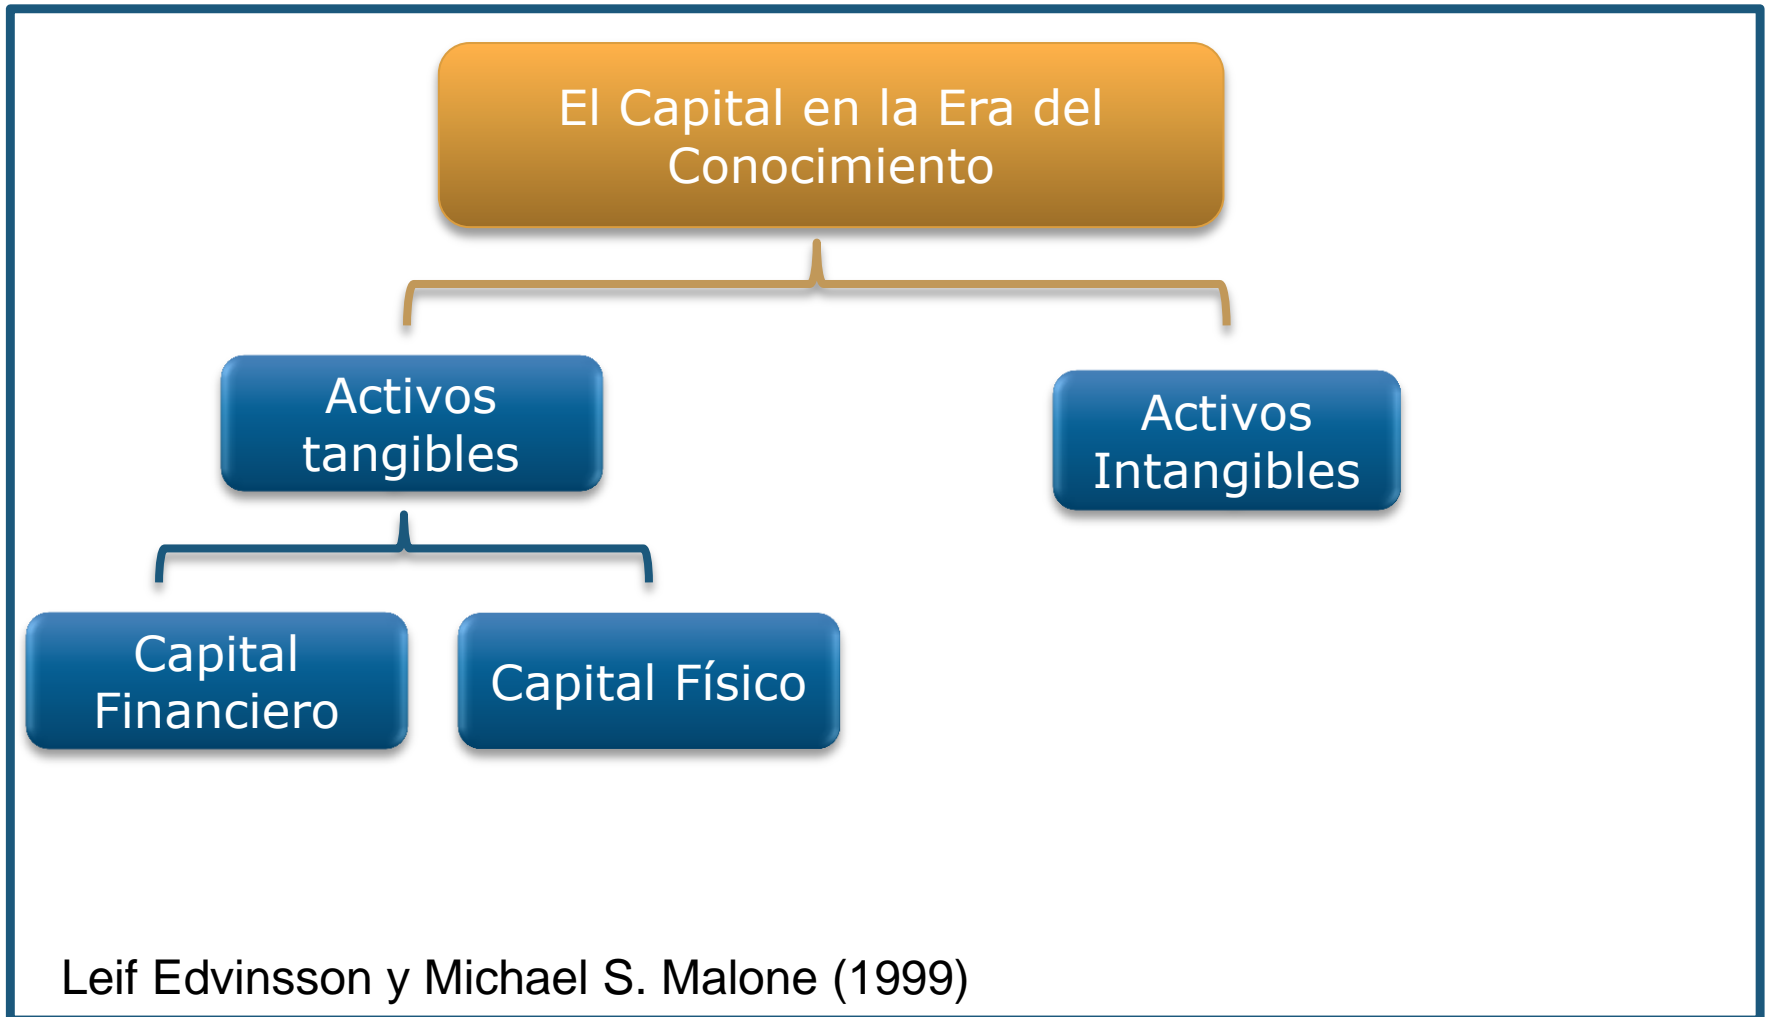 El Capital en la Era del
Conocimiento
Activos
tangibles
Activos
Intangibles
Capital
Financiero
Capital Físico
Leif Edvinsson y Michael S. Malone (1999)